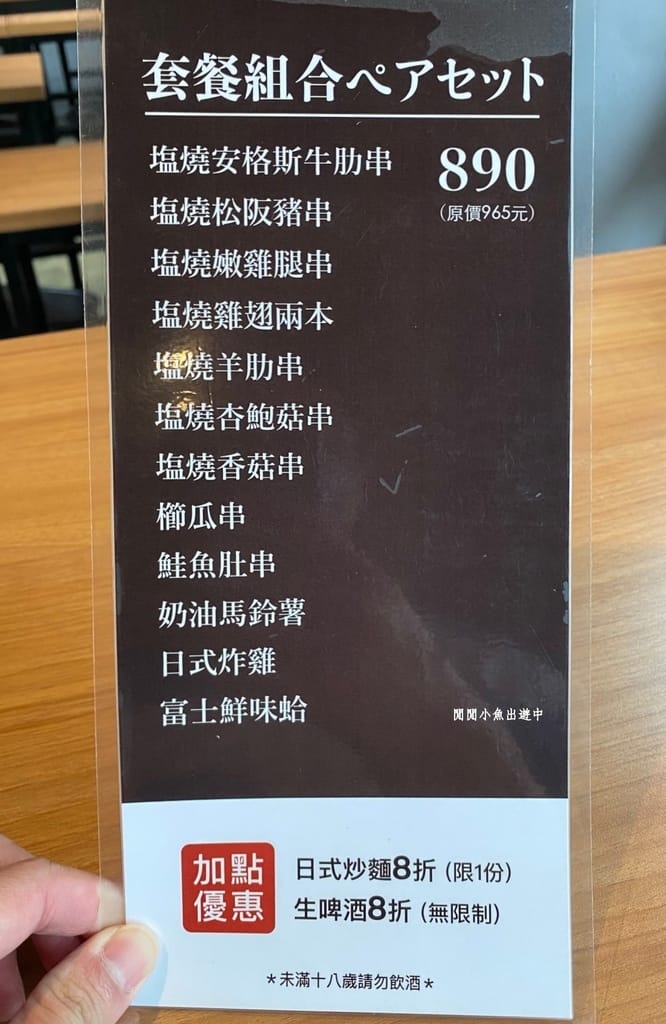 套餐組合ペアセット
塩燒安格斯牛肋串
890
(原價965元)
塩燒松阪豬串
塩燒嫩雞腿串
塩燒雞翅兩本
塩燒羊肋串
塩燒杏鮑菇串
塩燒香菇串
櫛瓜串
鮭魚肚串
奶油馬鈴薯
日式炸雞
富士鮮味蛤
閒閒小魚出遊中
加點
優惠
日式炒麵8折 (限1份)
生啤酒8折 (無限制)
*未滿十八歲請勿飲酒*